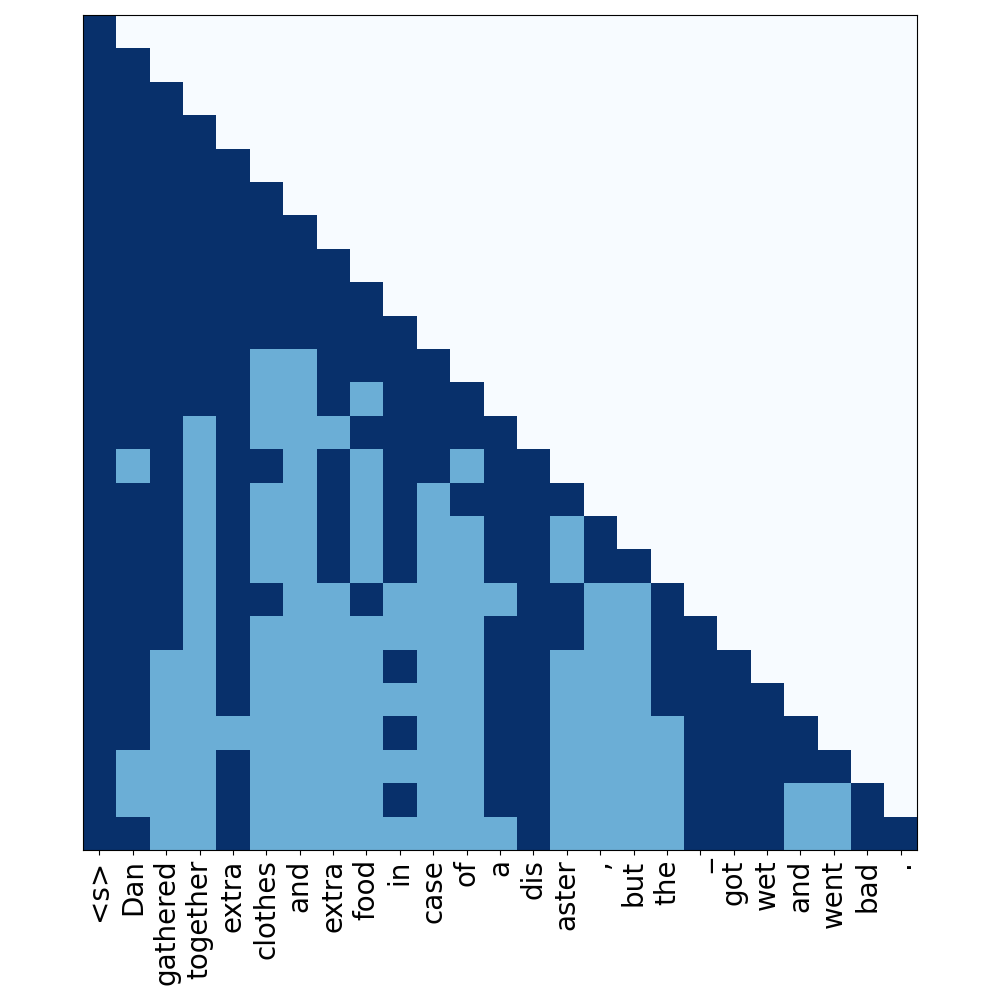 <s> Dan gathered together extra clothes and extra food in case of a dis aster , but the _ got wet and went bad .